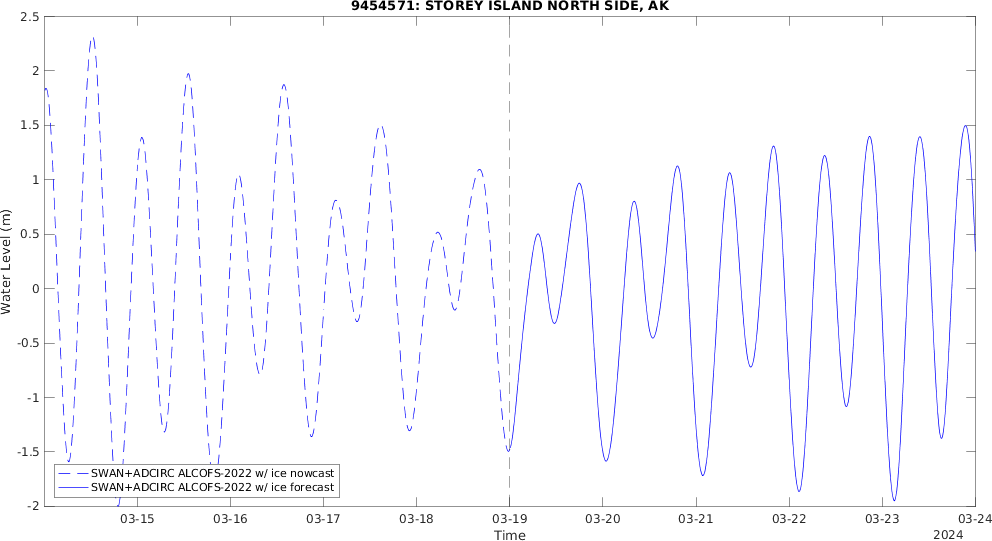 9454571: STOREY ISLAND NORTH SIDE, AK
Water Level (m)
2.5
2
1.5
1
0.5
0
-0.5
-1
-1.5
-2
SWAN+ADCIRC ALCOFS-2022 w/ ice nowcast
SWAN+ADCIRC ALCOFS-2022 w/ ice forecast
03-15 03-16 03-17 03-18 03-19 03-20 03-21 03-22 03-23 03-24
Time
2024